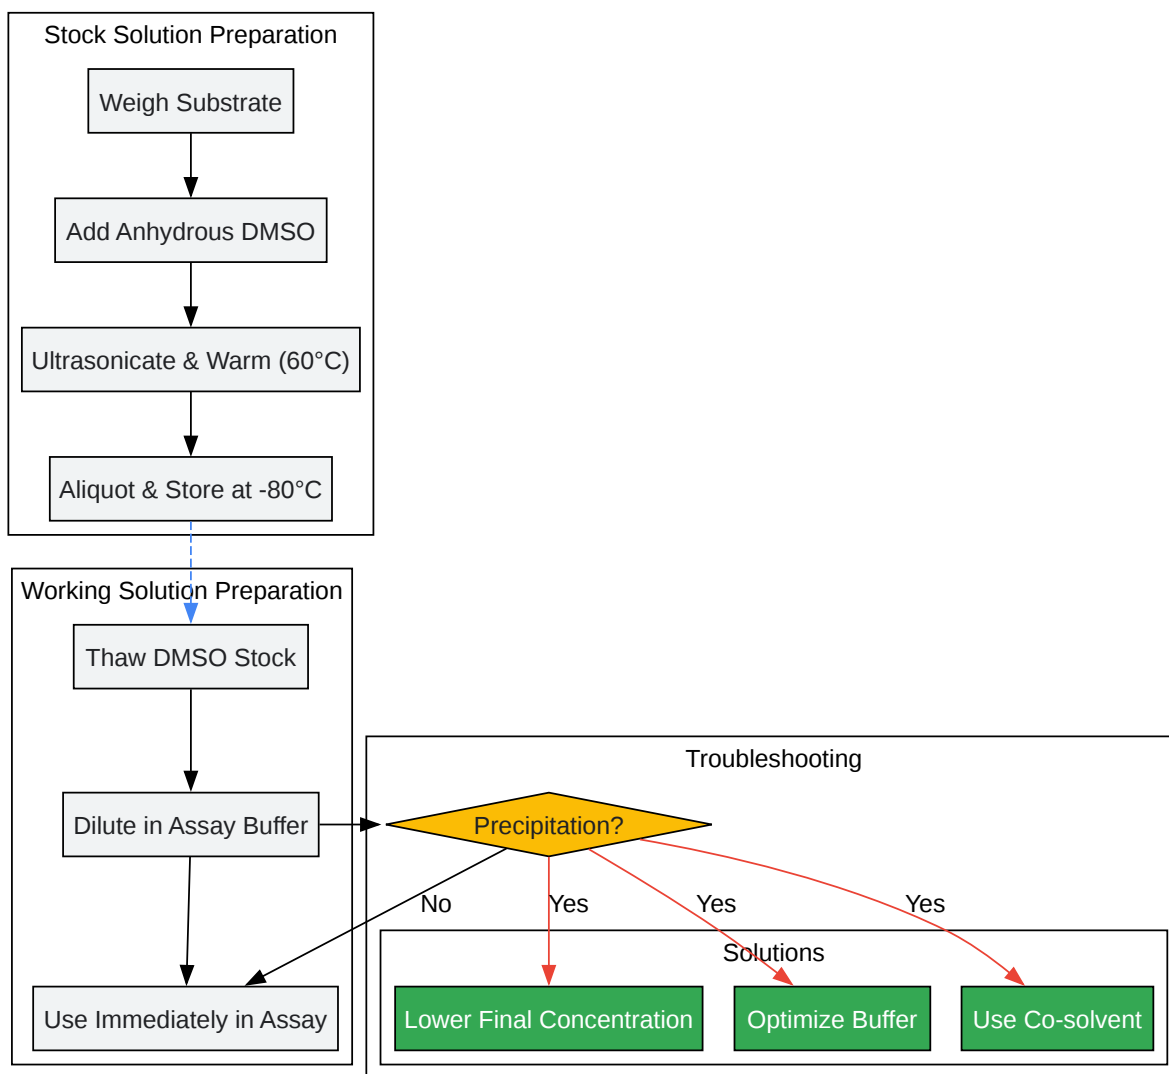 Stock Solution Preparation
Weigh Substrate
Add Anhydrous DMSO
Ultrasonicate & Warm (60°C)
Aliquot & Store at -80°C
Working Solution Preparation
Thaw DMSO Stock
Dilute in Assay Buffer
Use Immediately in Assay
Troubleshooting
Precipitation?
No
Yes
Yes
Yes
Solutions
Lower Final Concentration
Optimize Buffer
Use Co-solvent